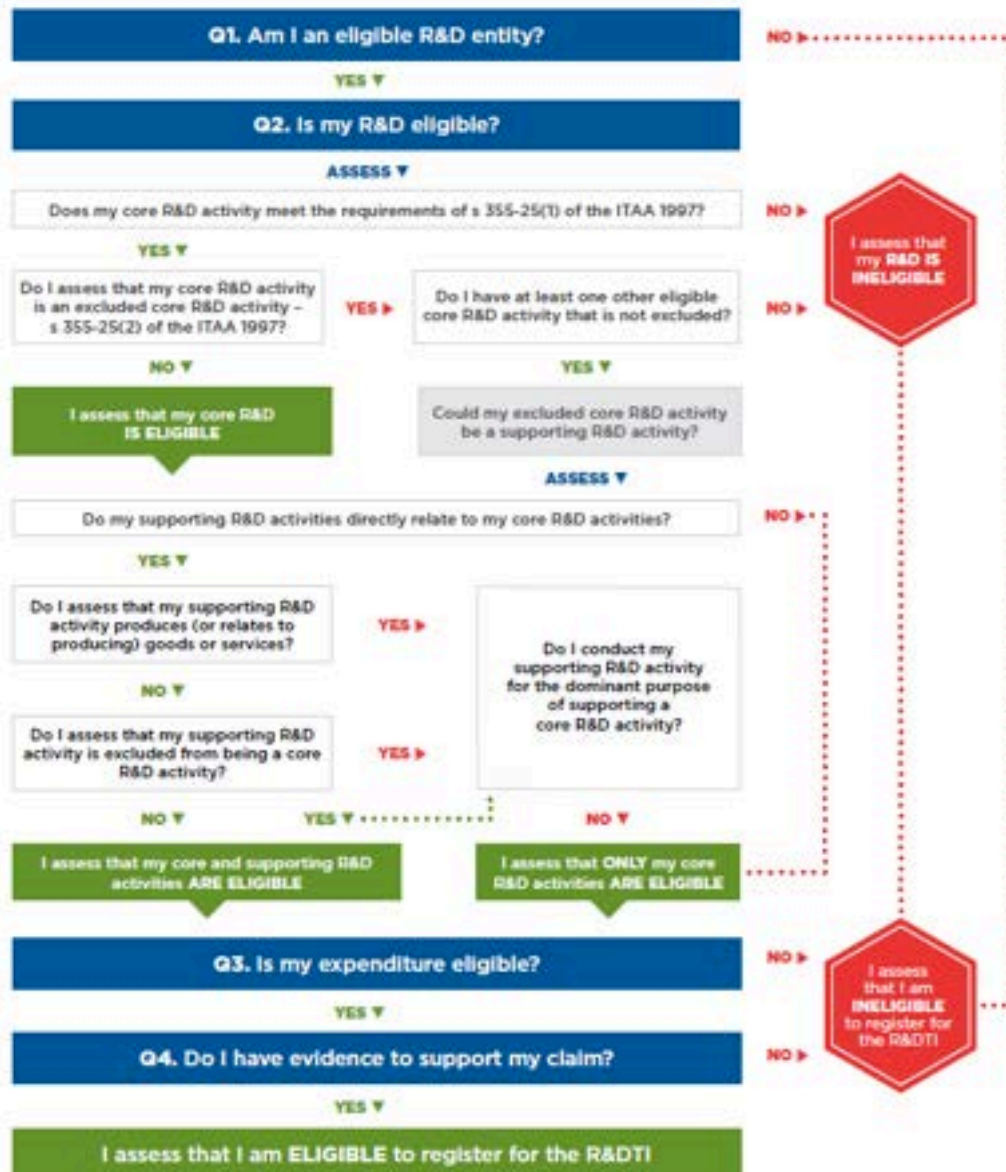 Q1. Am I an eligible R&D entity?
NO ▶
YES ▼
Q2. Is my R&D eligible?
ASSESS ▼
Does my core R&D activity meet the requirements of s 355-25(1) of the ITAA 1997?
NO ▶
I assess that
my R&D IS
INELIGIBLE
YES ▼
Do I assess that my core R&D activity
is an excluded core R&D activity –
s 355-25(2) of the ITAA 1997?
YES ▶
Do I have at least one other eligible
core R&D activity that is not excluded?
NO ▶
NO ▼
YES ▼
I assess that my core R&D
IS ELIGIBLE
Could my excluded core R&D activity
be a supporting R&D activity?
ASSESS ▼
Do my supporting R&D activities directly relate to my core R&D activities?
NO ▶
YES ▼
Do I assess that my supporting R&D
activity produces (or relates to
producing) goods or services?
YES ▶
Do I conduct my
supporting R&D activity
for the dominant purpose
of supporting a
core R&D activity?
NO ▼
Do I assess that my supporting R&D
activity is excluded from being a core
R&D activity?
YES ▶
NO ▼
YES ▼
NO ▼
I assess that my core and supporting R&D
activities ARE ELIGIBLE
I assess that ONLY my core
R&D activities ARE ELIGIBLE
Q3. Is my expenditure eligible?
NO ▶
I assess
that I am
INELIGIBLE
to register for
the R&DTI
YES ▼
Q4. Do I have evidence to support my claim?
NO ▶
YES ▼
I assess that I am ELIGIBLE to register for the R&DTI